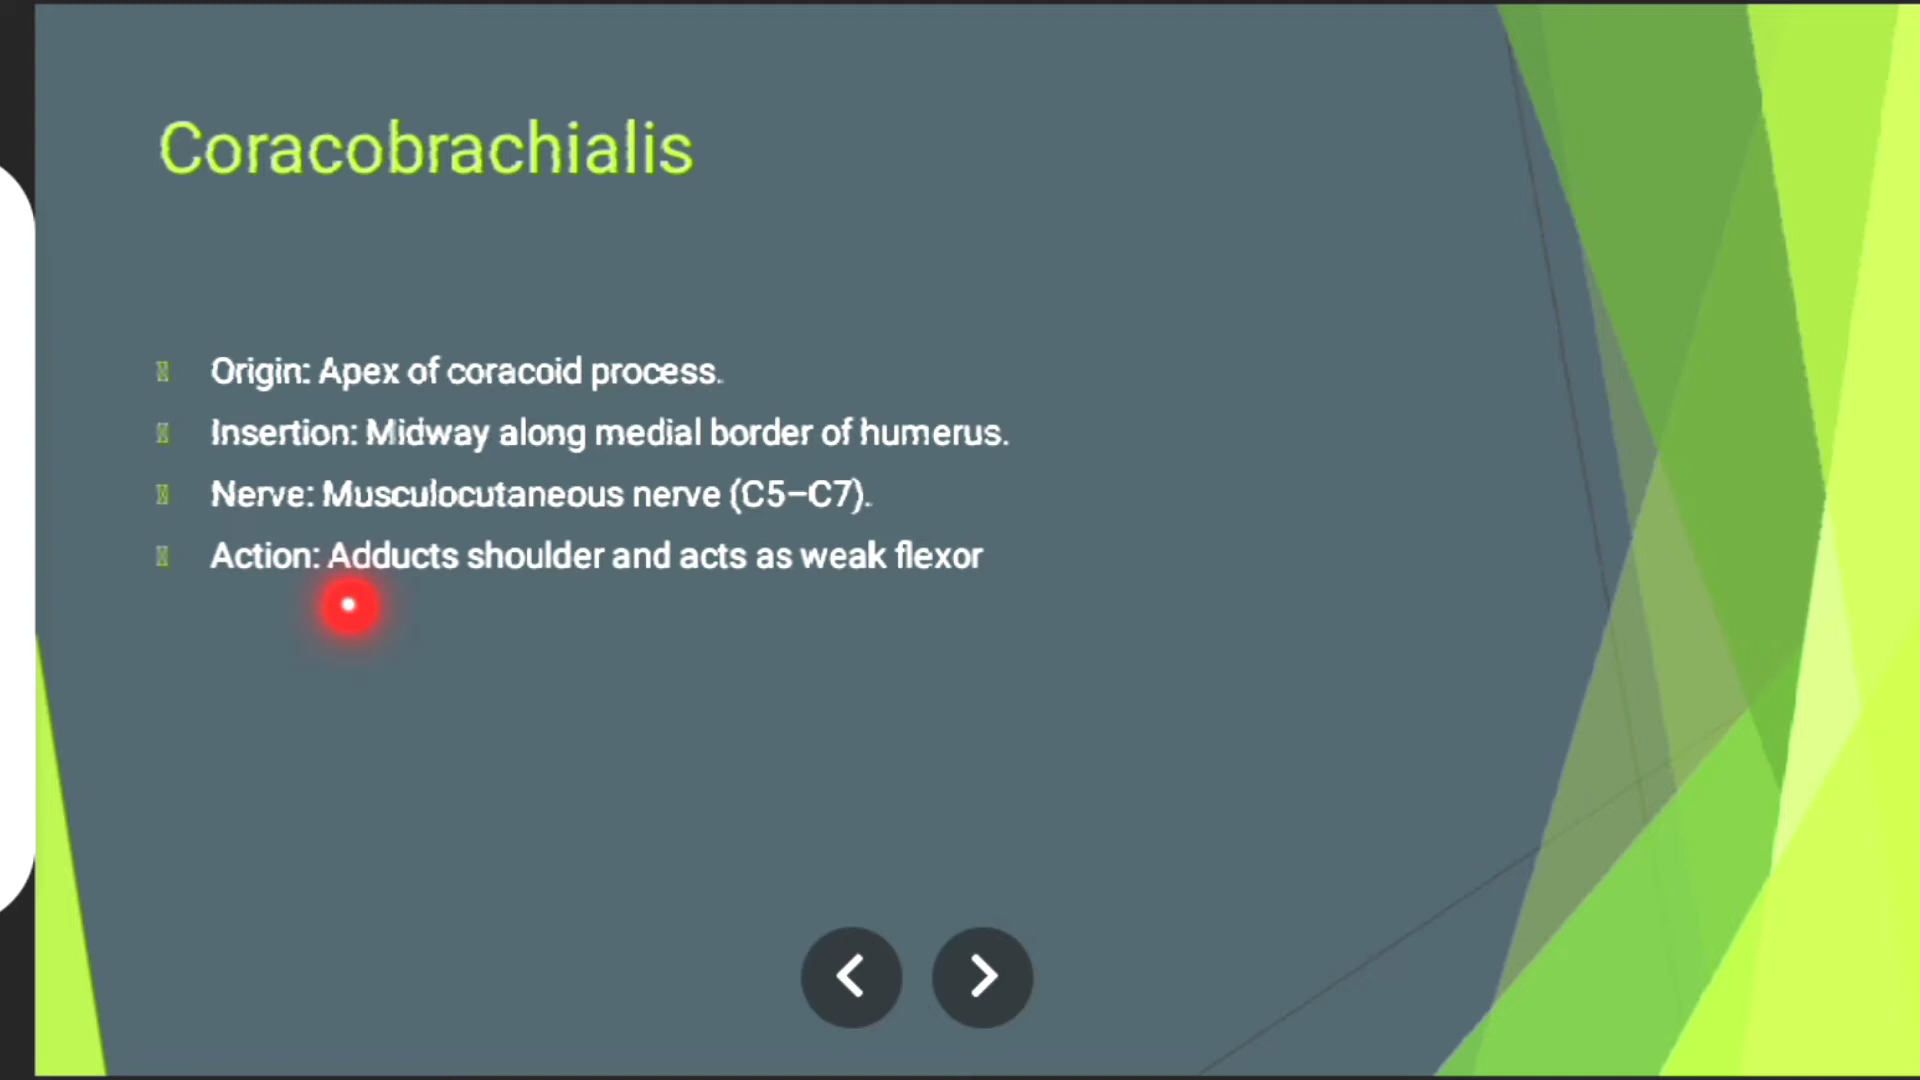 Coracobrachialis
Origin: Apex of coracoid process.
Insertion: Midway along medial border of humerus.
Nerve: Musculocutaneous nerve (C5–C7).
Action: Adducts shoulder and acts as weak flexor